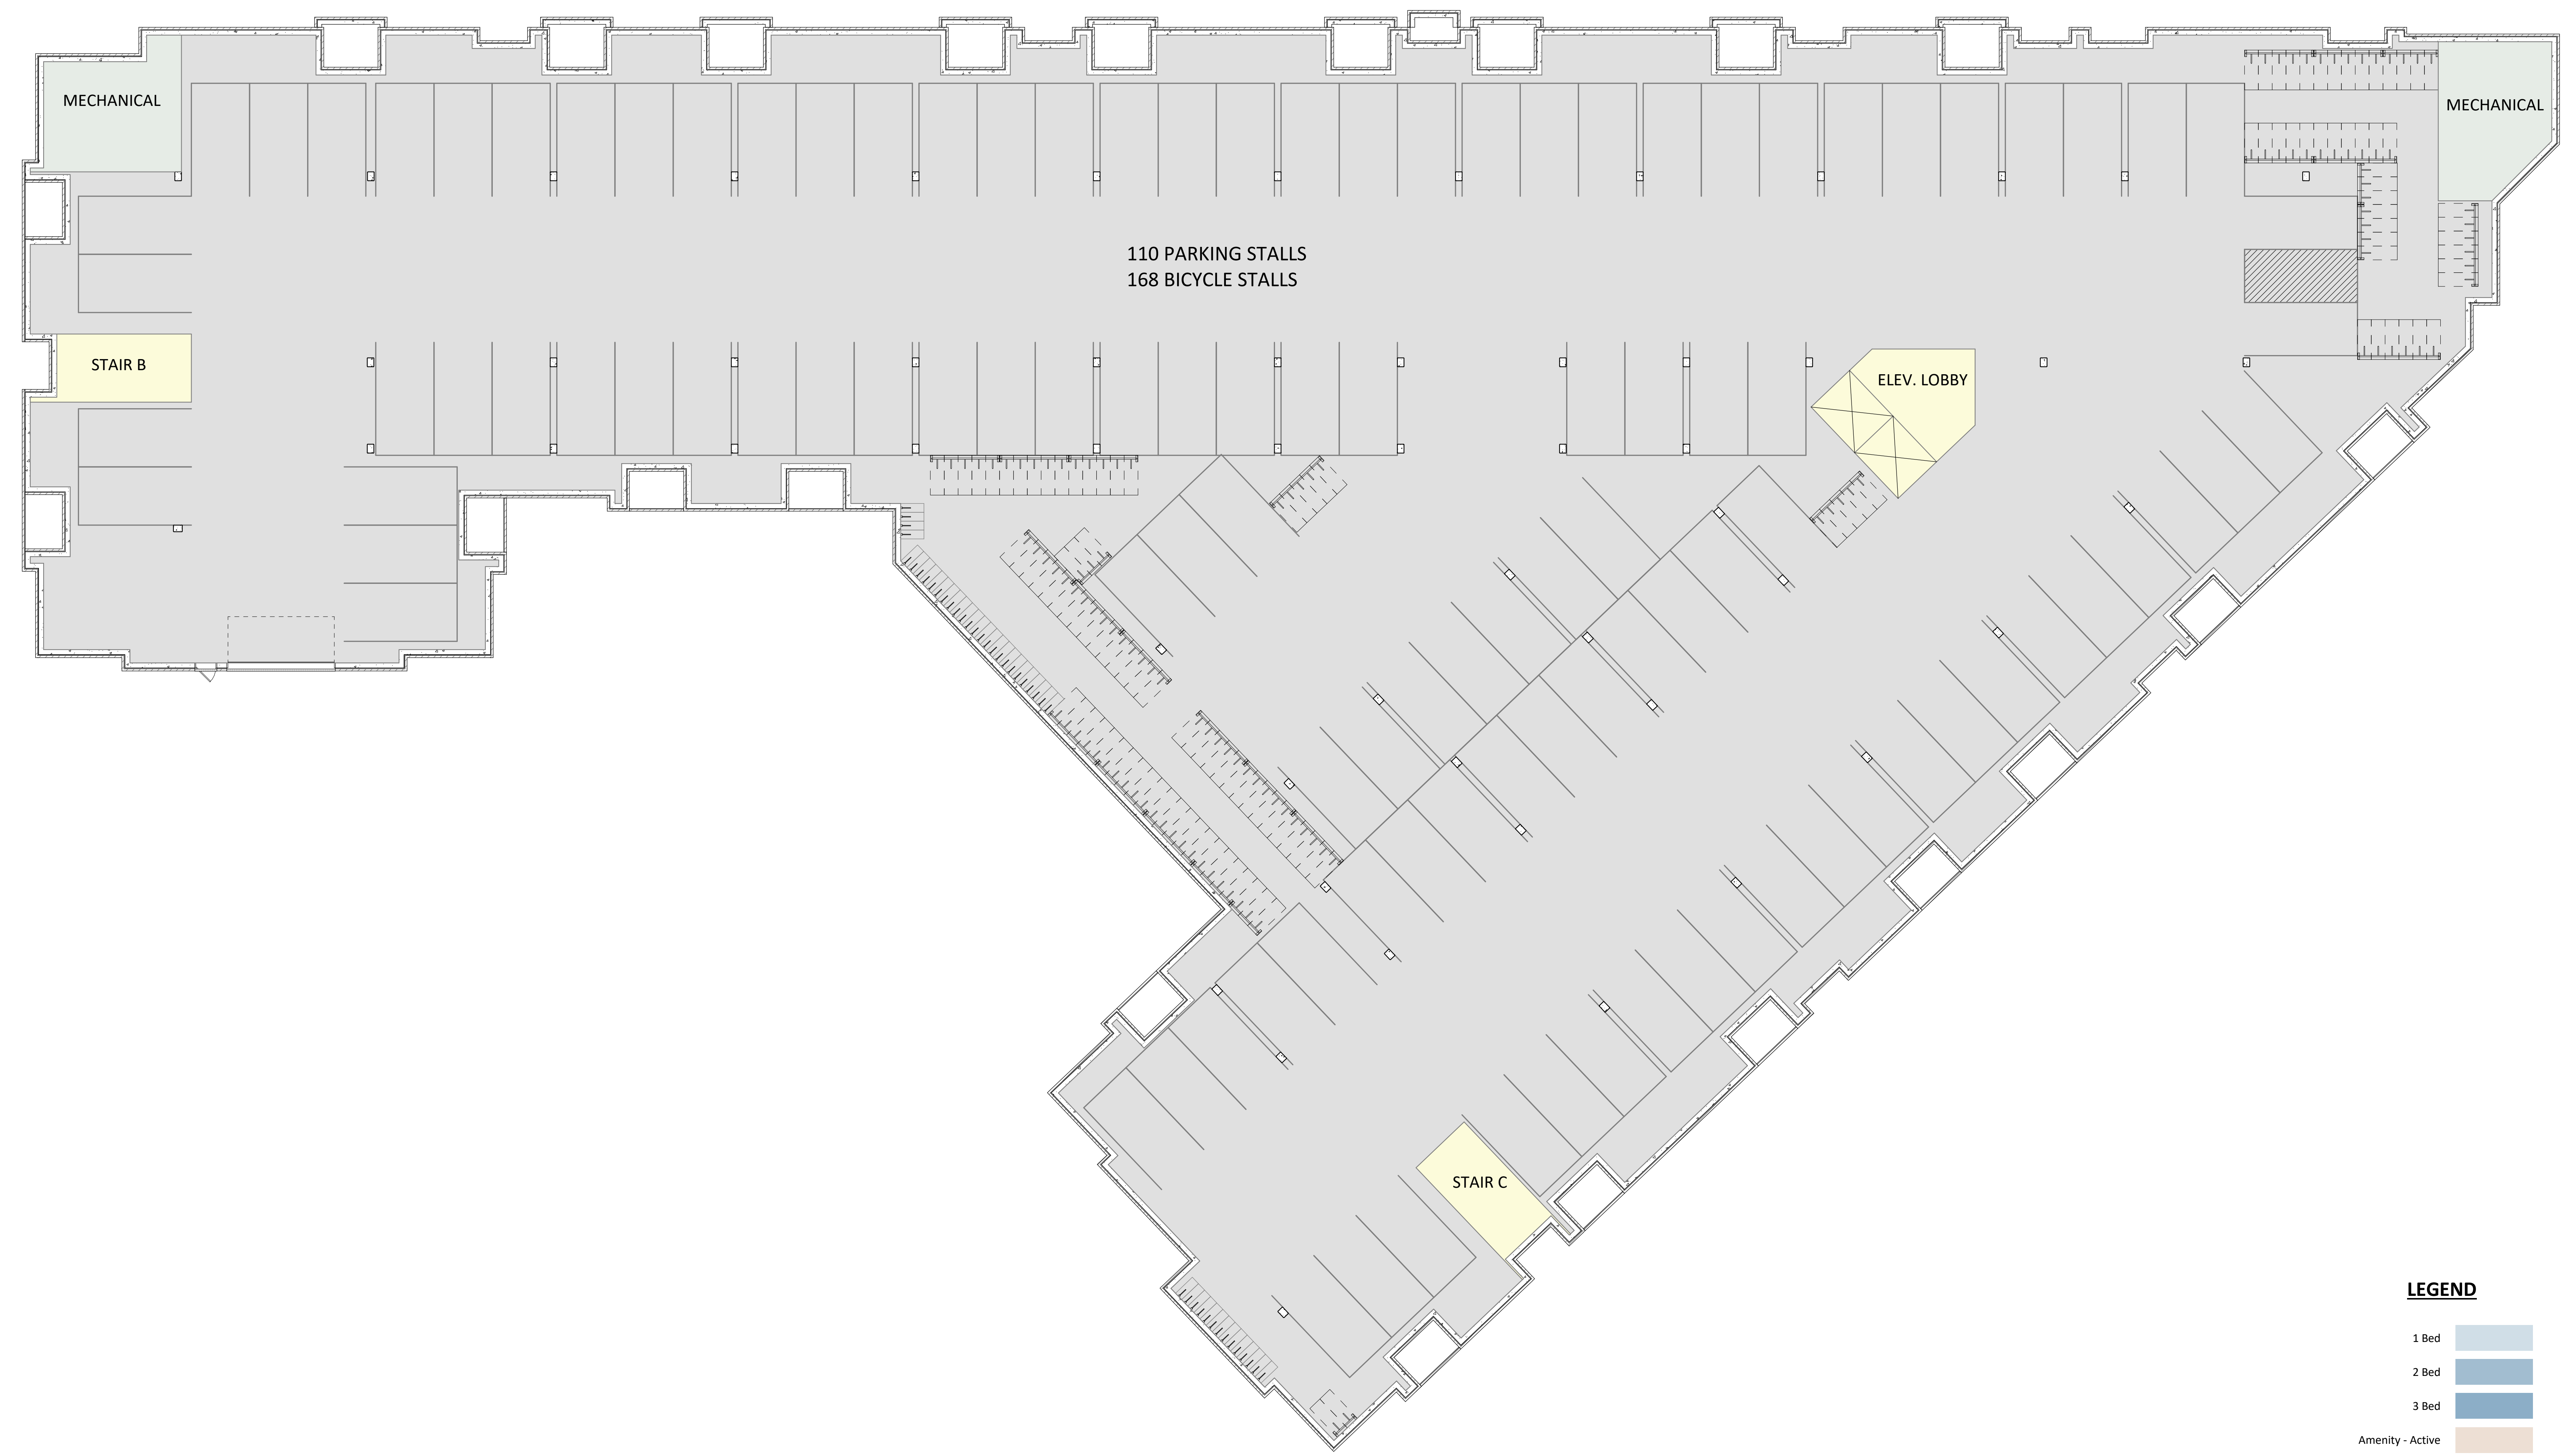 MECHANICAL
MECHANICAL
110 PARKING STALLS
168 BICYCLE STALLS
STAIR B
ELEV. LOBBY
STAIR C
LEGEND
1 Bed
2 Bed
3 Bed
Amenity - Active